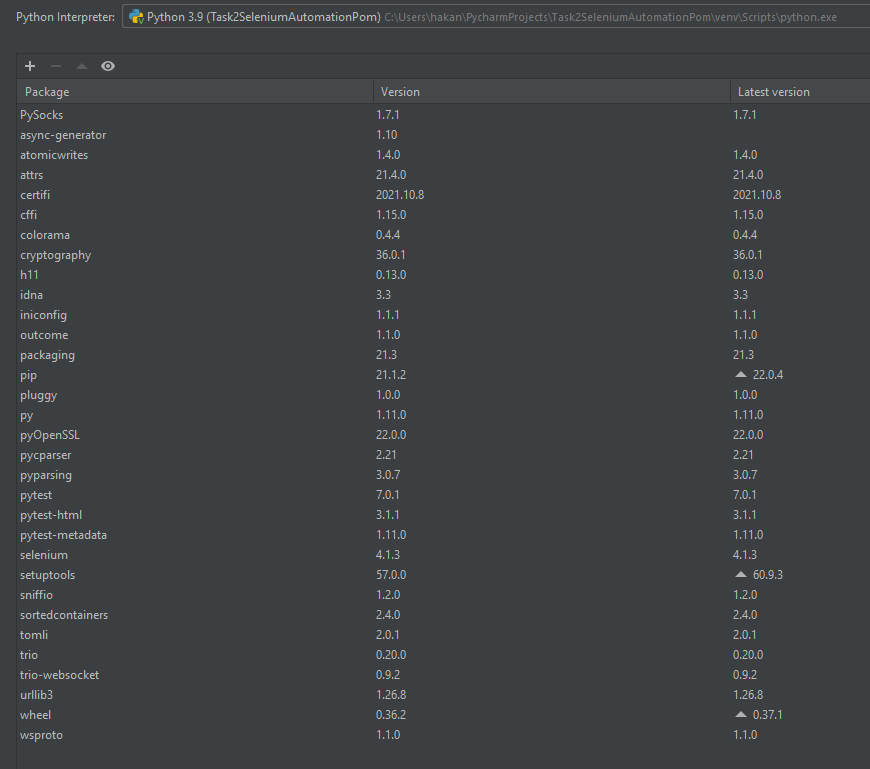 Python Interpreter: Python 3.9 (Task2SeleniumAutomationPom) C:\Users\hakan\PycharmProjects\Task2SeleniumAutomationPom\venv\Scripts\python.exe
Package Version Latest version
PySocks 1.7.1 1.7.1
async-generator 1.10
atomicwrites 1.4.0 1.4.0
attrs 21.4.0 21.4.0
certifi 2021.10.8 2021.10.8
cffi 1.15.0 1.15.0
colorama 0.4.4 0.4.4
cryptography 36.0.1 36.0.1
h11 0.13.0 0.13.0
idna 3.3 3.3
iniconfig 1.1.1 1.1.1
outcome 1.1.0 1.1.0
packaging 21.3 21.3
pip 21.1.2 22.0.4
pluggy 1.0.0 1.0.0
py 1.11.0 1.11.0
pyOpenSSL 22.0.0 22.0.0
pycparser 2.21 2.21
pyparsing 3.0.7 3.0.7
pytest 7.0.1 7.0.1
pytest-html 3.1.1 3.1.1
pytest-metadata 1.11.0 1.11.0
selenium 4.1.3 4.1.3
setuptools 57.0.0 60.9.3
sniffio 1.2.0 1.2.0
sortedcontainers 2.4.0 2.4.0
tomli 2.0.1 2.0.1
trio 0.20.0 0.20.0
trio-websocket 0.9.2 0.9.2
urllib3 1.26.8 1.26.8
wheel 0.36.2 0.37.1
wsproto 1.1.0 1.1.0